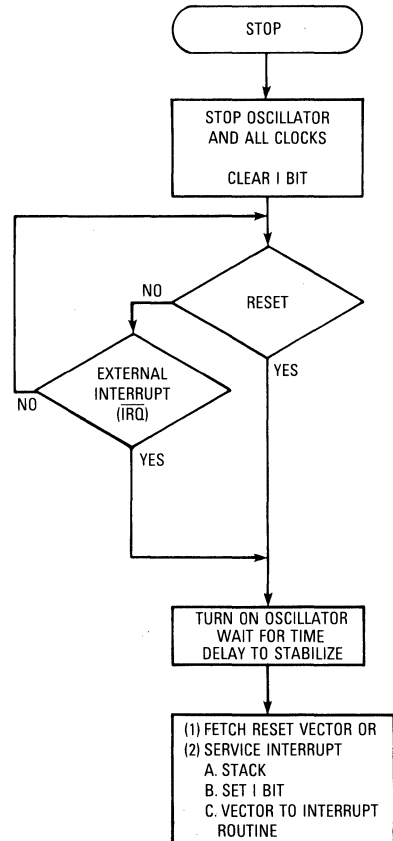 STOP
STOP OSCILLATOR
AND ALL CLOCKS
CLEAR I BIT
RESET
NO
YES
EXTERNAL
INTERRUPT
(I̅R̅Q̅)
NO
YES
TURN ON OSCILLATOR
WAIT FOR TIME
DELAY TO STABILIZE
(1) FETCH RESET VECTOR OR
(2) SERVICE INTERRUPT
A. STACK
B. SET I BIT
C. VECTOR TO INTERRUPT
ROUTINE